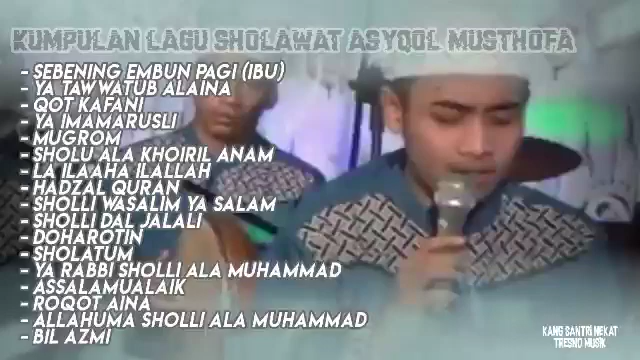 KUMPULAN LAGU SHOLAWAT ASYQOL MUSTHOFA
- SEBENING EMBUN PAGI (IBU)
- YA TAWWATUB ALAINA
- QOT KAFANI
- YA IMAMARUSLI
- MUGROM
- SHOLU ALA KHOIRIL ANAM
- LA ILAAHA ILALLAH
- HADZAL QURAN
- SHOLLI WASALIM YA SALAM
- SHOLLI DAL JALALI
- DOHAROTIN
- SHOLATUM
- YA RABBI SHOLLI ALA MUHAMMAD
- ASSALAMUALAIK
- ROQOT AINA
- ALLAHUMA SHOLLI ALA MUHAMMAD
- BIL AZMI
KANG SANTRI NEKAT
TRESNO MUSIK